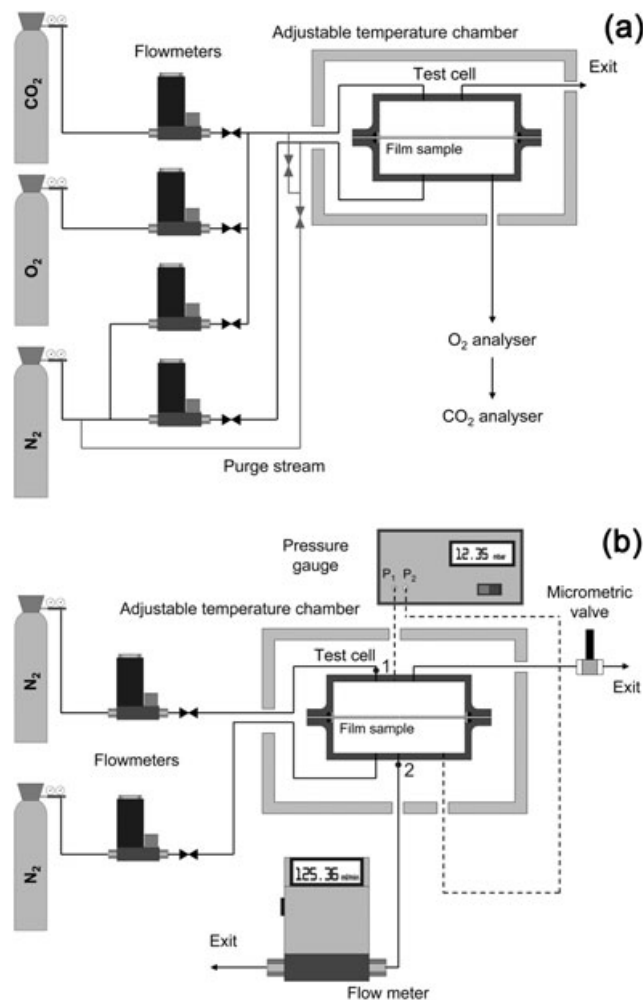 (a)
Adjustable temperature chamber
Flowmeters
Test cell
Exit
CO₂
Film sample
O₂
O₂ analyser
N₂
CO₂ analyser
Purge stream
(b)
Pressure
gauge
12.35 mbar
P₁ P₂
Micrometric
valve
Adjustable temperature chamber
Test cell
1
N₂
Exit
Film sample
Flowmeters
2
N₂
125.36 ml/min
Exit
Flow meter